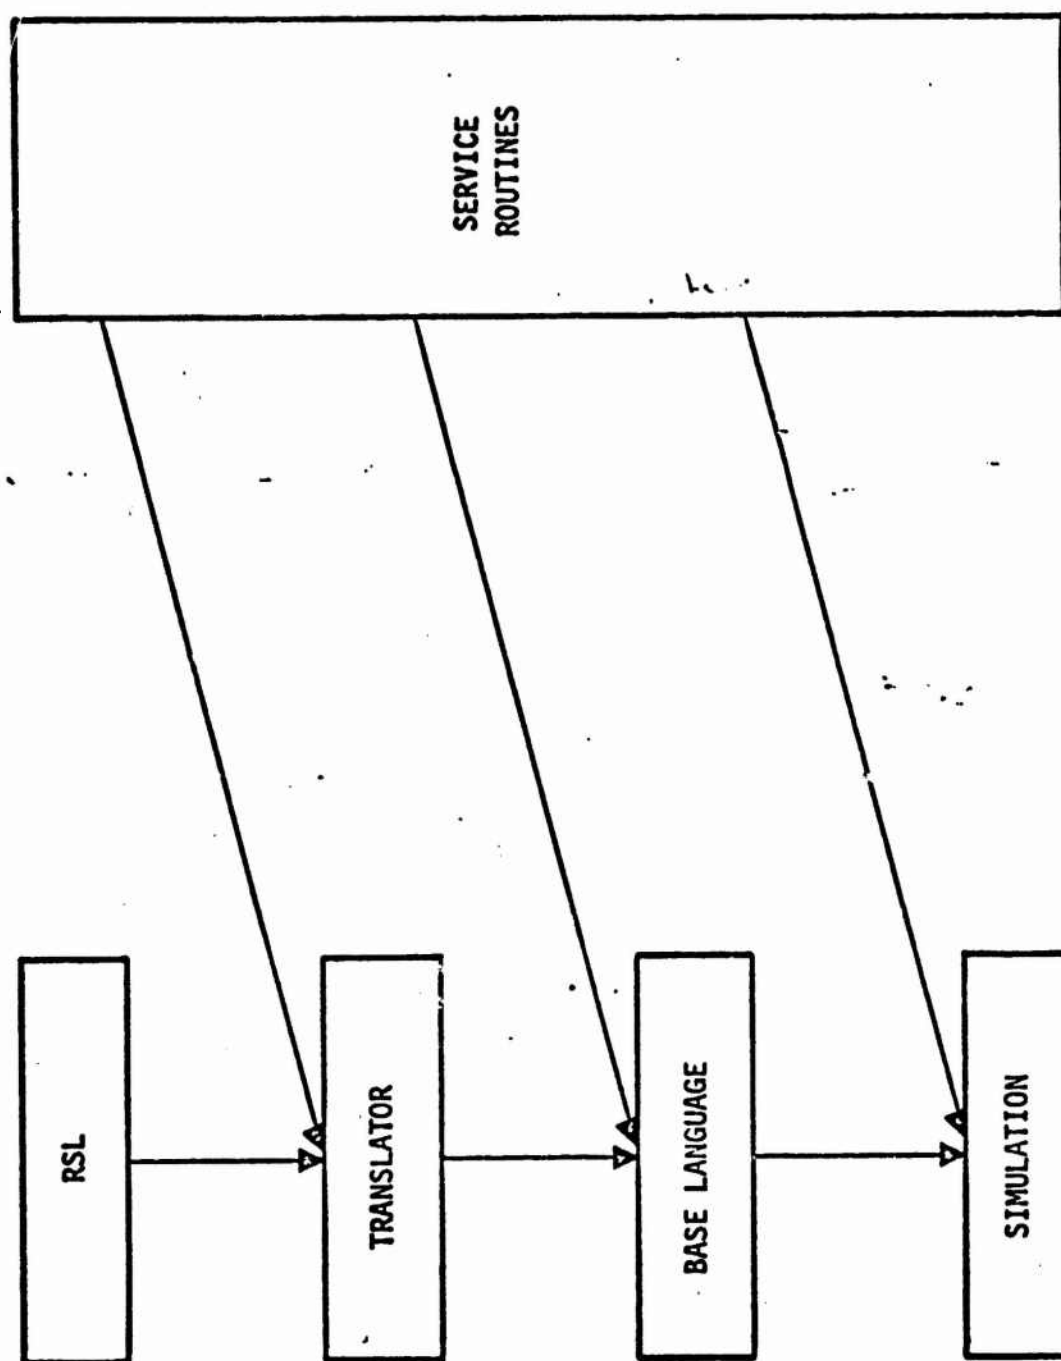 RSL
TRANSLATOR
BASE LANGUAGE
SIMULATION
SERVICE
ROUTINES